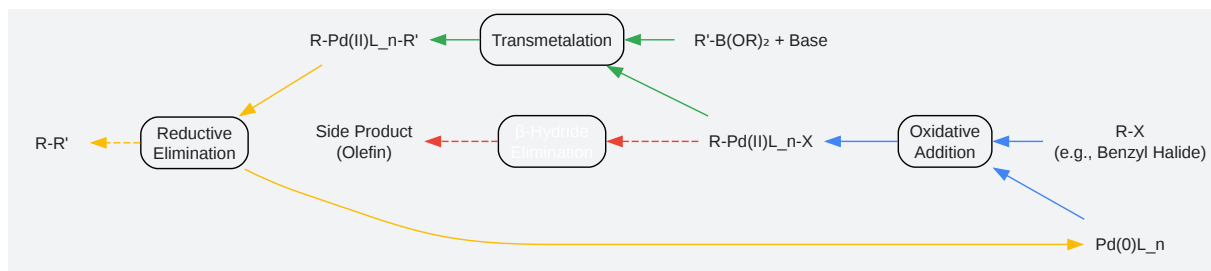 R-Pd(II)L_n-R'
Transmetalation
R'-B(OR)₂ + Base
R-R'
Reductive
Elimination
Side Product
(Olefin)
β-Hydride
Elimination
R-Pd(II)L_n-X
Oxidative
Addition
R-X
(e.g., Benzyl Halide)
Pd(0)L_n